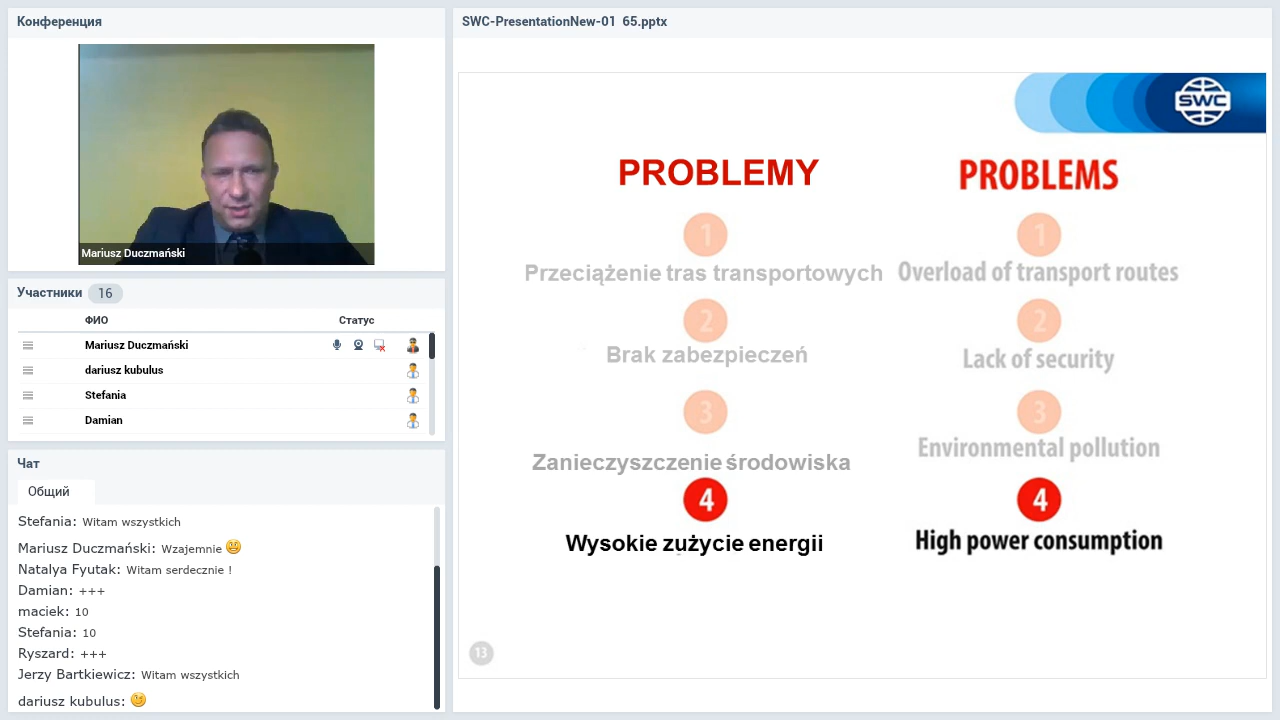 Конференция
Mariusz Duczmański
Участники 16
ФИО Статус
Mariusz Duczmański
dariusz kubulus
Stefania
Damian
Чат
Общий
Stefania: Witam wszystkich
Mariusz Duczmański: Wzajemnie
Natalya Fyutak: Witam serdecznie !
Damian: +++
maciek: 10
Stefania: 10
Ryszard: +++
Jerzy Bartkiewicz: Witam wszystkich
dariusz kubulus:
SWC-PresentationNew-01 65.pptx
SWC
PROBLEMY
1
Przeciążenie tras transportowych
2
Brak zabezpieczeń
3
Zanieczyszczenie środowiska
4
Wysokie zużycie energii
PROBLEMS
1
Overload of transport routes
2
Lack of security
3
Environmental pollution
4
High power consumption
13